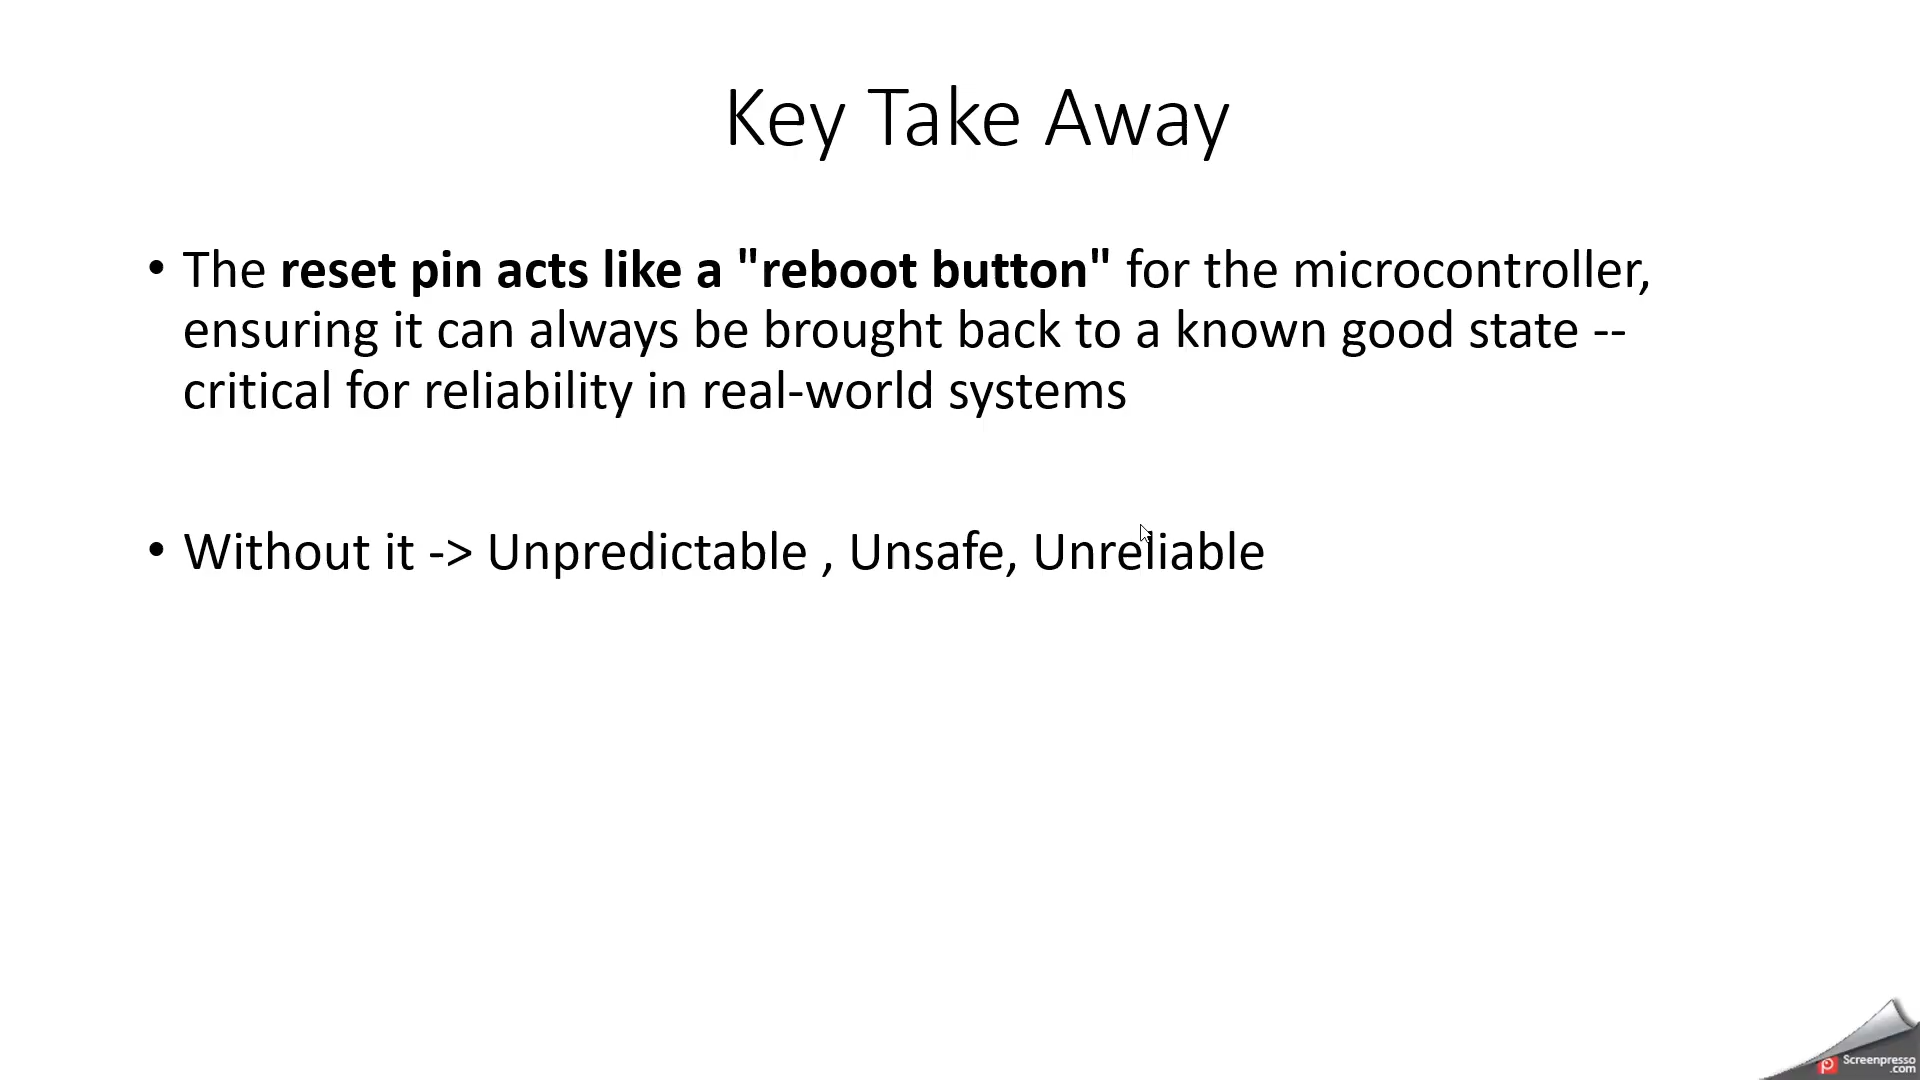 Key Take Away
• The reset pin acts like a "reboot button" for the microcontroller,
ensuring it can always be brought back to a known good state --
critical for reliability in real-world systems
• Without it -> Unpredictable , Unsafe, Unreliable
Screenpresso
.com